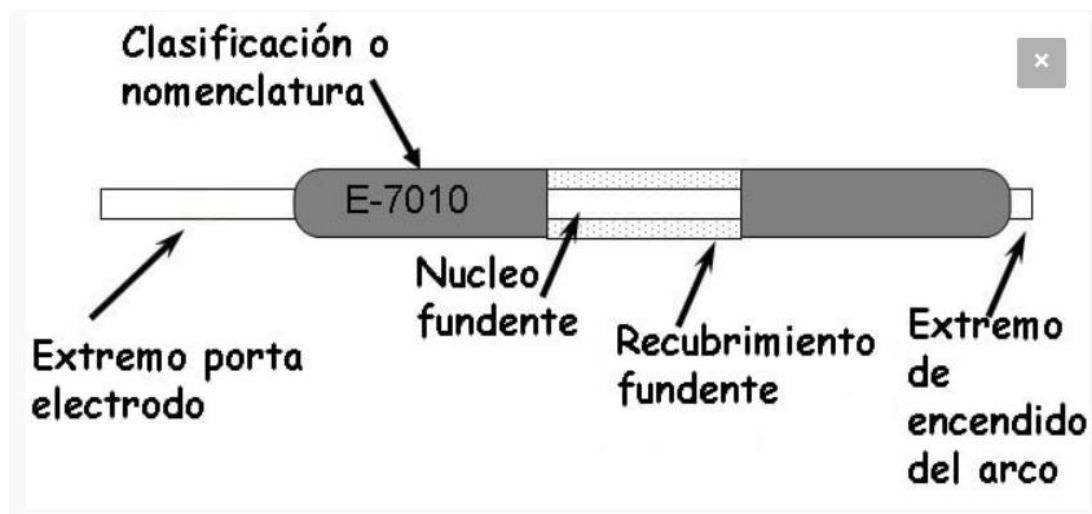 Clasificación o
nomenclatura
×
E-7010
Nucleo
fundente
Recubrimiento
fundente
Extremo
de
encendido
del arco
Extremo porta
electrodo